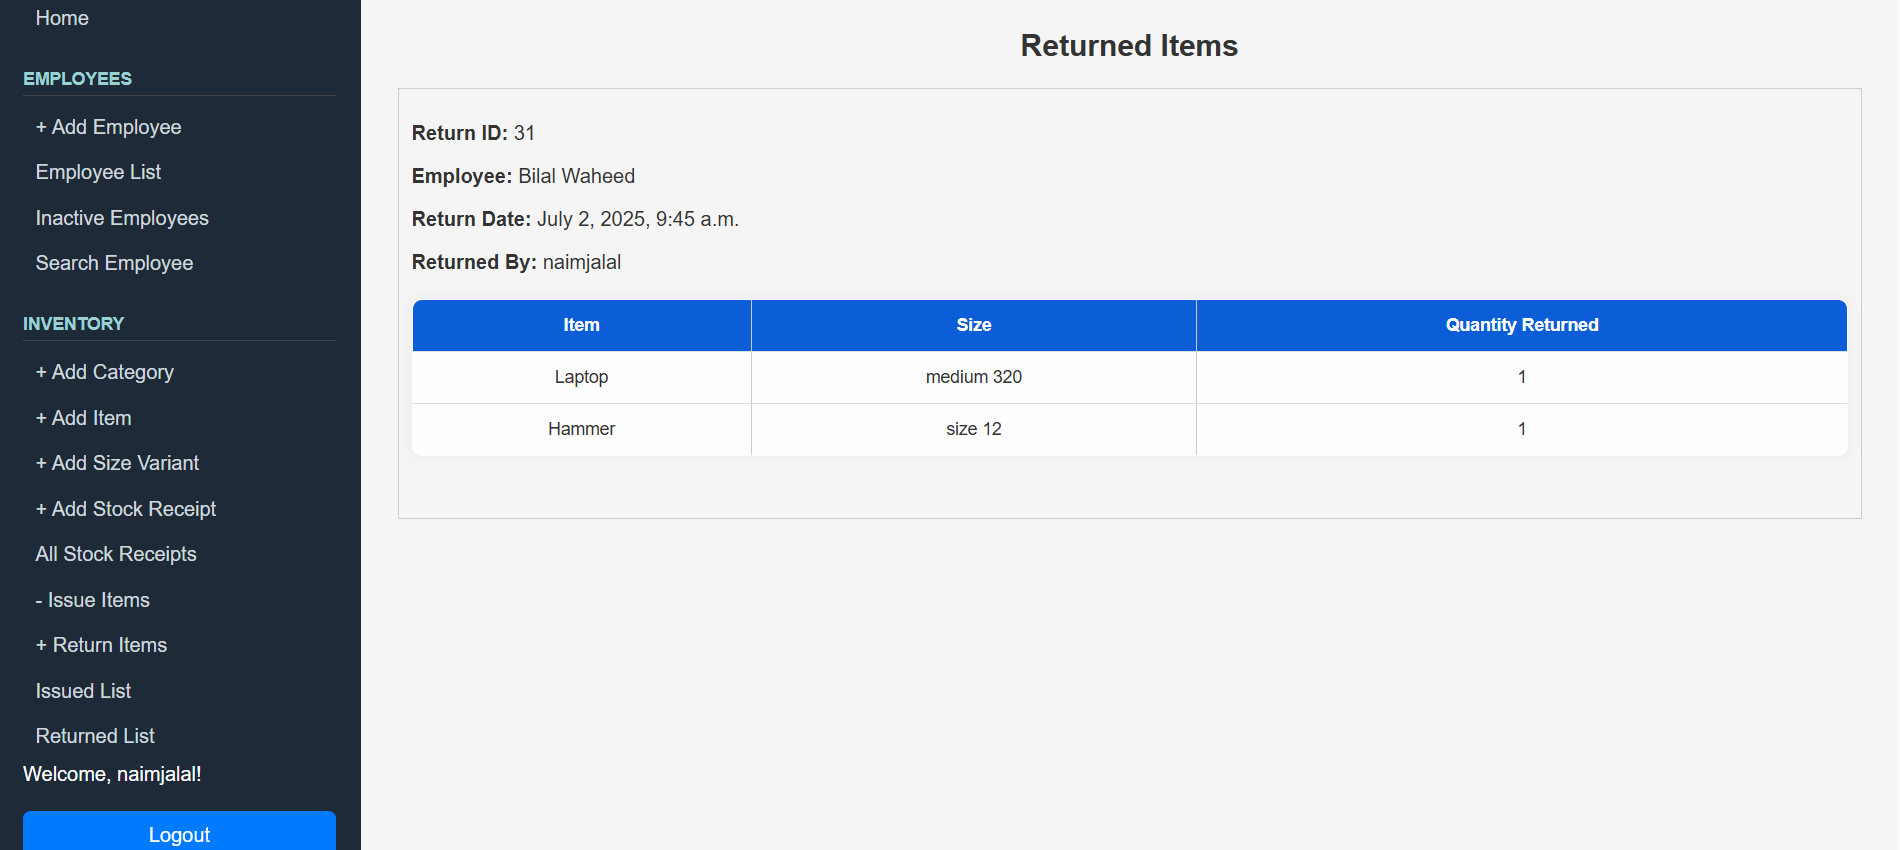 Home
EMPLOYEES
+ Add Employee
Employee List
Inactive Employees
Search Employee
INVENTORY
+ Add Category
+ Add Item
+ Add Size Variant
+ Add Stock Receipt
All Stock Receipts
- Issue Items
+ Return Items
Issued List
Returned List
Welcome, naimjalal!
Logout
Returned Items
Return ID: 31
Employee: Bilal Waheed
Return Date: July 2, 2025, 9:45 a.m.
Returned By: naimjalal
Item Size Quantity Returned
Laptop medium 320 1
Hammer size 12 1